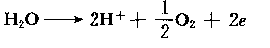 H₂O ⟶ 2H⁺ + 1/2 O₂ + 2e